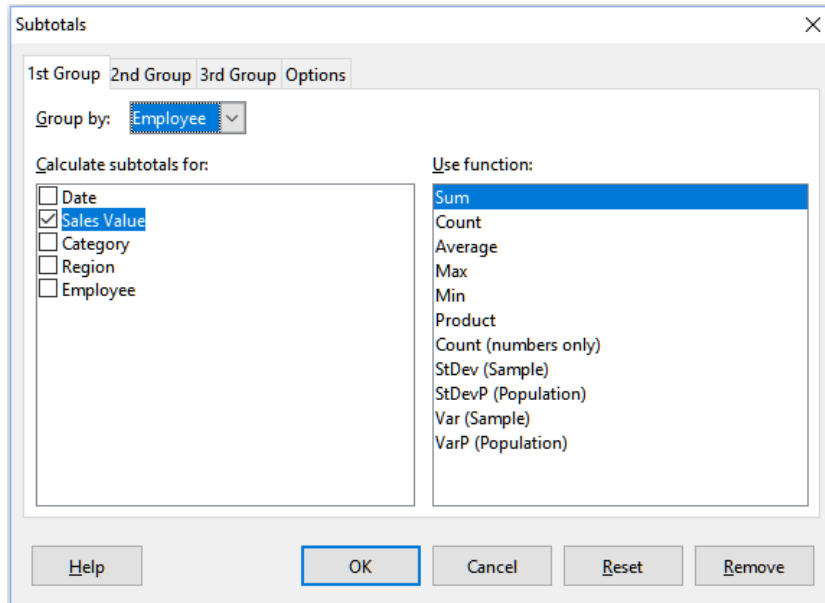 Subtotals
1st Group 2nd Group 3rd Group Options
Group by: Employee
Calculate subtotals for:
Date
Sales Value
Category
Region
Employee
Use function:
Sum
Count
Average
Max
Min
Product
Count (numbers only)
StDev (Sample)
StDevP (Population)
Var (Sample)
VarP (Population)
Help OK Cancel Reset Remove